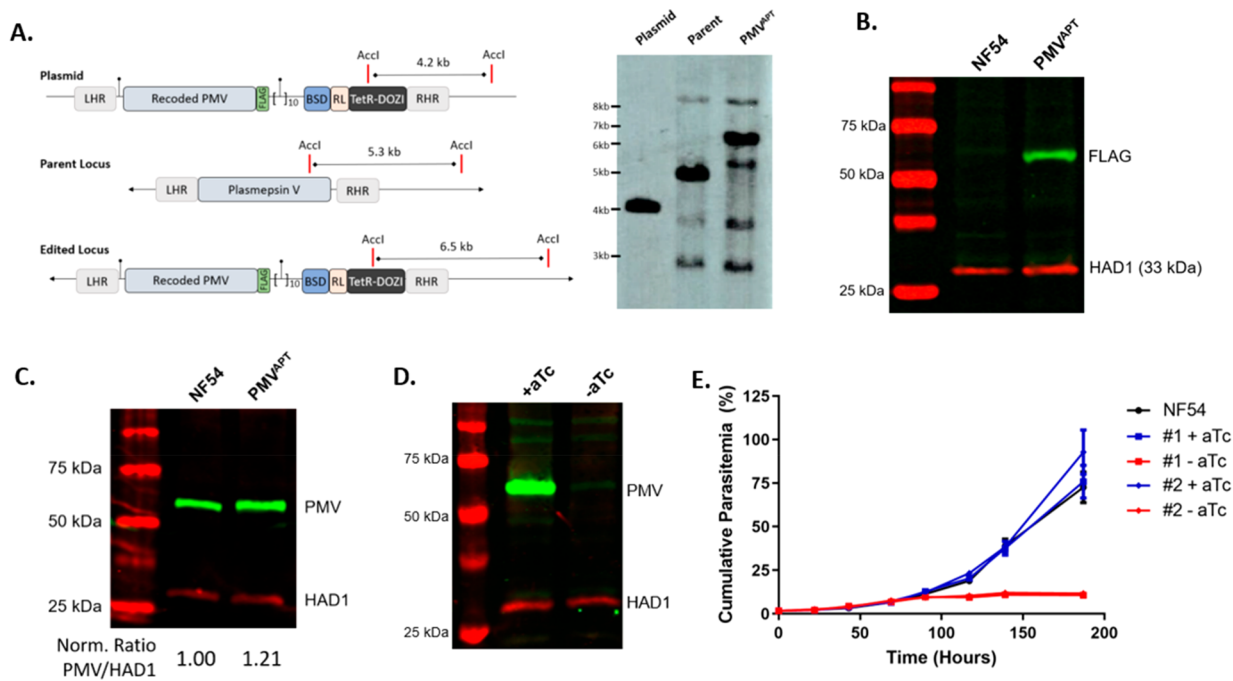 A.
Plasmid
AccI
4.2 kb
AccI
LHR
Recoded PMV
FLAG
[ ]10
BSD
RL
TetR-DOZI
RHR
Parent Locus
AccI
5.3 kb
AccI
LHR
Plasmepsin V
RHR
Edited Locus
AccI
6.5 kb
AccI
LHR
Recoded PMV
FLAG
[ ]10
BSD
RL
TetR-DOZI
RHR
Plasmid
Parent
PMVAPT
8kb
7kb
6kb
5kb
4kb
3kb
B.
NF54
PMVAPT
75 kDa
50 kDa
25 kDa
FLAG
HAD1 (33 kDa)
C.
NF54
PMVAPT
75 kDa
50 kDa
25 kDa
PMV
HAD1
Norm. Ratio
PMV/HAD1
1.00
1.21
D.
+aTc
-aTc
75 kDa
50 kDa
25 kDa
PMV
HAD1
E.
Cumulative Parasitemia (%)
125
100
75
50
25
0
0
50
100
150
200
Time (Hours)
NF54
#1 + aTc
#1 - aTc
#2 + aTc
#2 - aTc